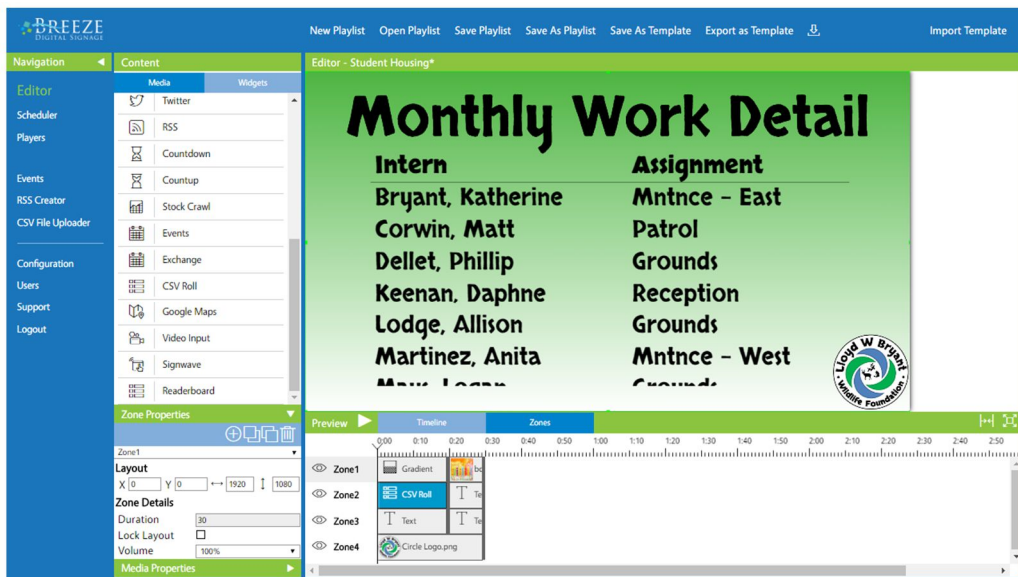 BREEZE
DIGITAL SIGNAGE
New Playlist Open Playlist Save Playlist Save As Playlist Save As Template Export as Template Import Template
Navigation
Editor
Scheduler
Players
Events
RSS Creator
CSV File Uploader
Configuration
Users
Support
Logout
Content
Media Widgets
Twitter
RSS
Countdown
Countup
Stock Crawl
Events
Exchange
CSV Roll
Google Maps
Video Input
Signwave
Readerboard
Zone Properties
Zone1
Layout
X 0 Y 0 1920 1080
Zone Details
Duration 30
Lock Layout
Volume 100%
Media Properties
Editor - Student Housing*
Monthly Work Detail
Intern Assignment
Bryant, Katherine Mntnce - East
Corwin, Matt Patrol
Dellet, Phillip Grounds
Keenan, Daphne Reception
Lodge, Allison Grounds
Martinez, Anita Mntnce - West
Lloyd W Bryant
Wildlife Foundation
Preview Timeline Zones
0:00 0:10 0:20 0:30 0:40 0:50 1:00 1:10 1:20 1:30 1:40 1:50 2:00 2:10 2:20 2:30 2:40 2:50
Zone1 Gradient
Zone2 CSV Roll T Te
Zone3 T Text T Te
Zone4 Circle Logo.png